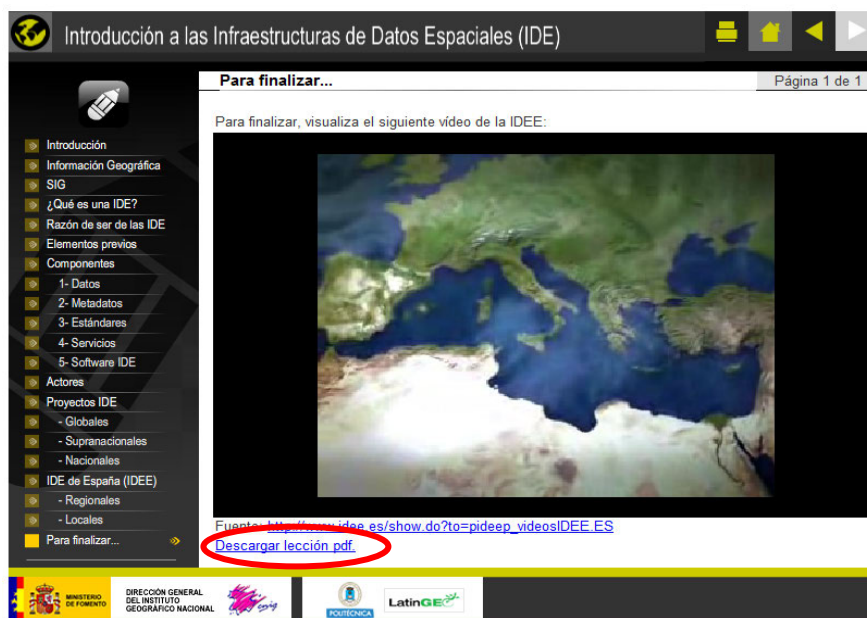 Introducción a las Infraestructuras de Datos Espaciales (IDE)
Para finalizar...
Página 1 de 1
Para finalizar, visualiza el siguiente vídeo de la IDEE:
Introducción
Información Geográfica
SIG
¿Qué es una IDE?
Razón de ser de las IDE
Elementos previos
Componentes
1- Datos
2- Metadatos
3- Estándares
4- Servicios
5- Software IDE
Actores
Proyectos IDE
- Globales
- Supranacionales
- Nacionales
IDE de España (IDEE)
- Regionales
- Locales
Para finalizar...
Fuente: http://www.idee.es/show.do?to=pideep_videosIDEE.ES
Descargar lección pdf.
MINISTERIO
DE FOMENTO
DIRECCIÓN GENERAL
DEL INSTITUTO
GEOGRÁFICO NACIONAL
cnig
POLITÉCNICA
LatinGEO